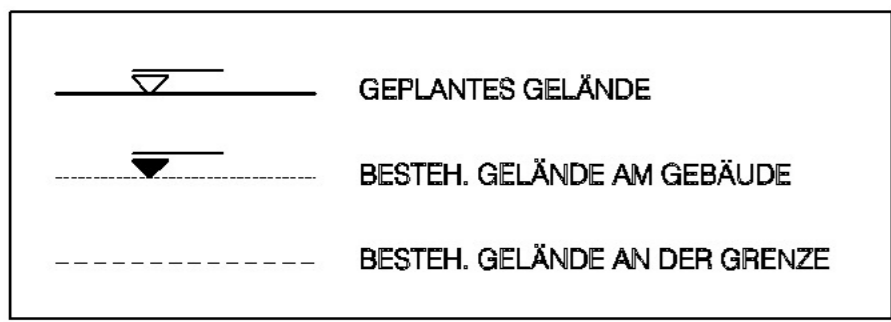 GEPLANTES GELÄNDE
BESTEH. GELÄNDE AM GEBÄUDE
BESTEH. GELÄNDE AN DER GRENZE